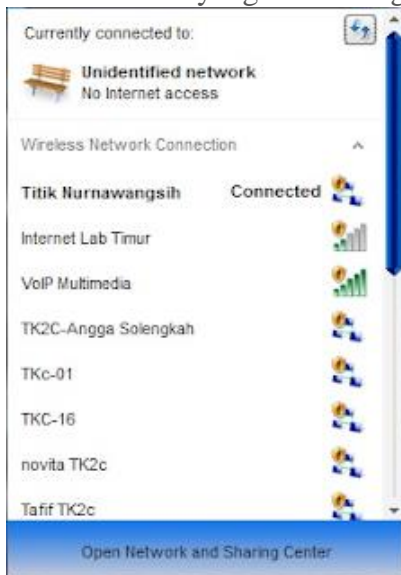 Currently connected to:
Unidentified network
No Internet access
Wireless Network Connection
Titik Nurnawangsih Connected
Internet Lab Timur
VoIP Multimedia
TK2C-Angga Solengkah
TKc-01
TKC-16
novita TK2c
Tafif TK2c
Open Network and Sharing Center